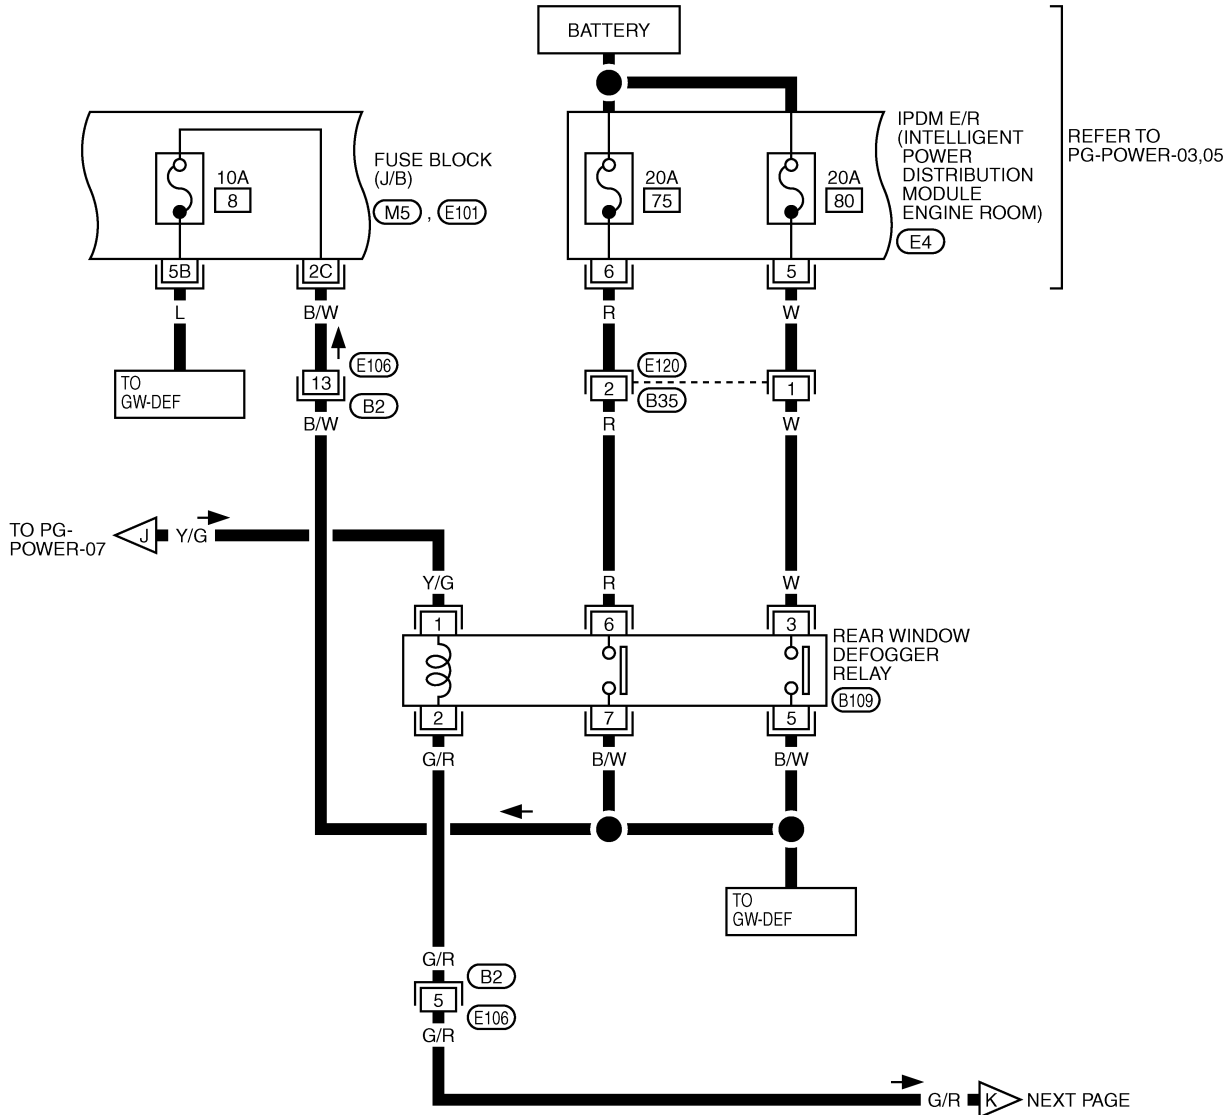 BATTERY
IPDM E/R
(INTELLIGENT
POWER
DISTRIBUTION
MODULE
ENGINE ROOM)
E4
REFER TO
PG-POWER-03,05
FUSE BLOCK
(J/B)
M5 , E101
10A
8
20A
75
20A
80
5B
2C
6
5
L
B/W
R
W
TO
GW-DEF
13
E106
B2
2
E120
B35
1
B/W
R
W
TO PG-
POWER-07
J
Y/G
Y/G
R
W
1
6
3
REAR WINDOW
DEFOGGER
RELAY
B109
2
7
5
G/R
B/W
B/W
TO
GW-DEF
G/R
B2
5
E106
G/R
G/R
K
NEXT PAGE